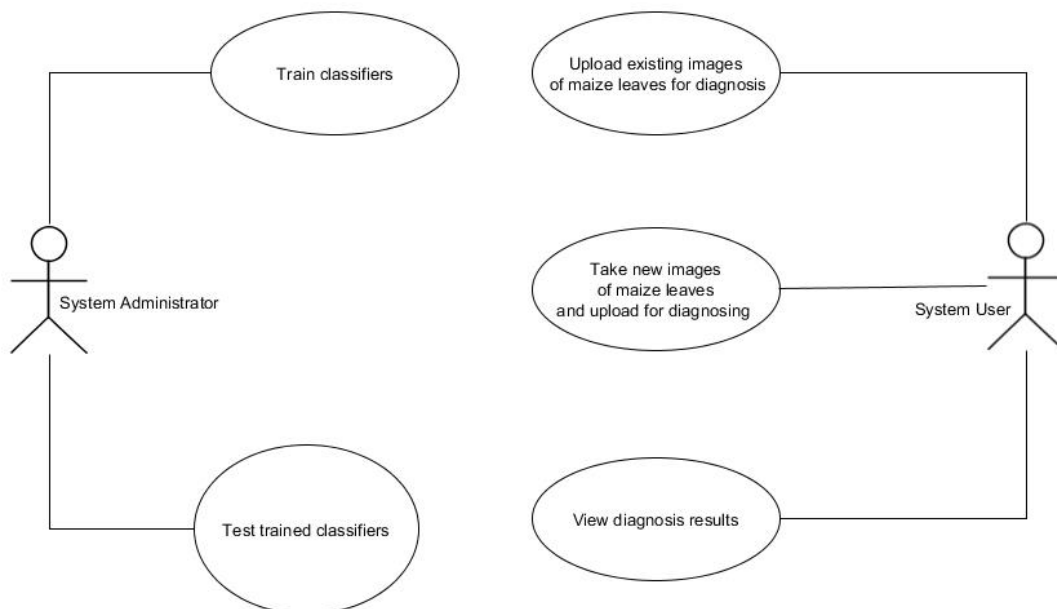 Train classifiers
Upload existing images
of maize leaves for diagnosis
System Administrator
Take new images
of maize leaves
and upload for diagnosing
System User
Test trained classifiers
View diagnosis results